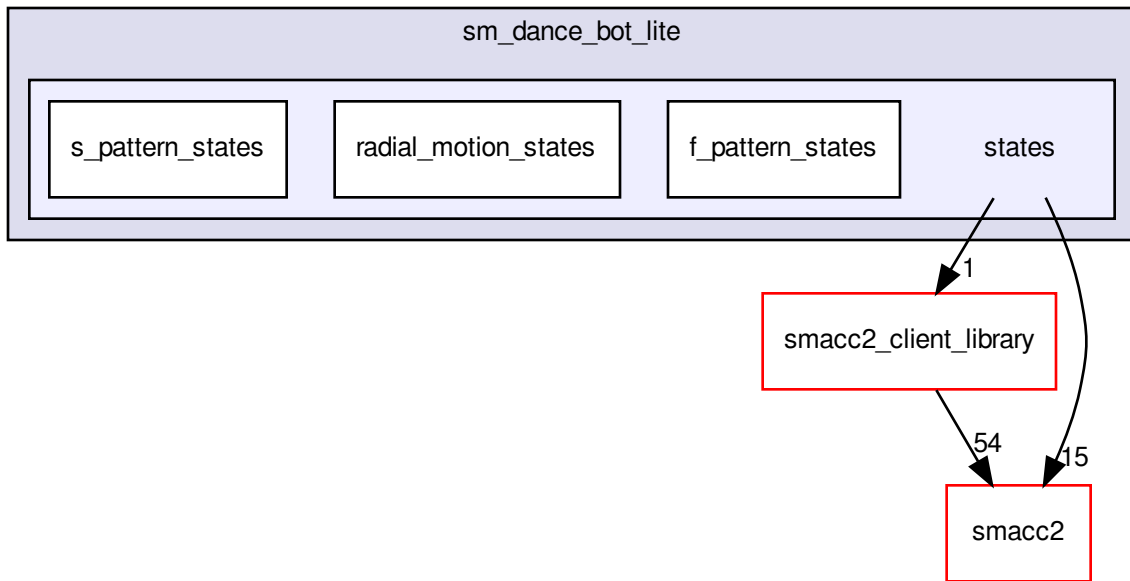 sm_dance_bot_lite
s_pattern_states
radial_motion_states
f_pattern_states
states
1
smacc2_client_library
54
15
smacc2